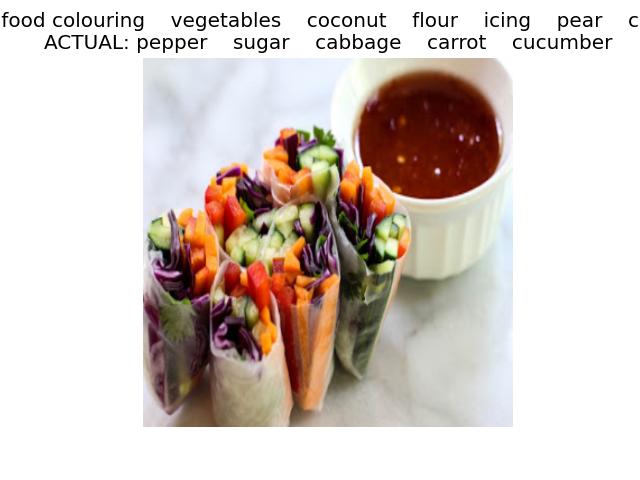 food colouring vegetables coconut flour icing pear
ACTUAL: pepper sugar cabbage carrot cucumber